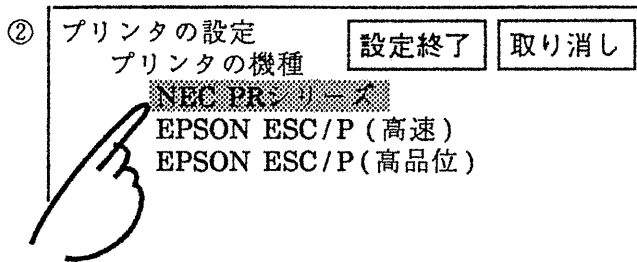 ② プリンタの設定 設定終了 取り消し
プリンタの機種
NEC PRシリーズ
EPSON ESC/P (高速)
EPSON ESC/P (高品位)